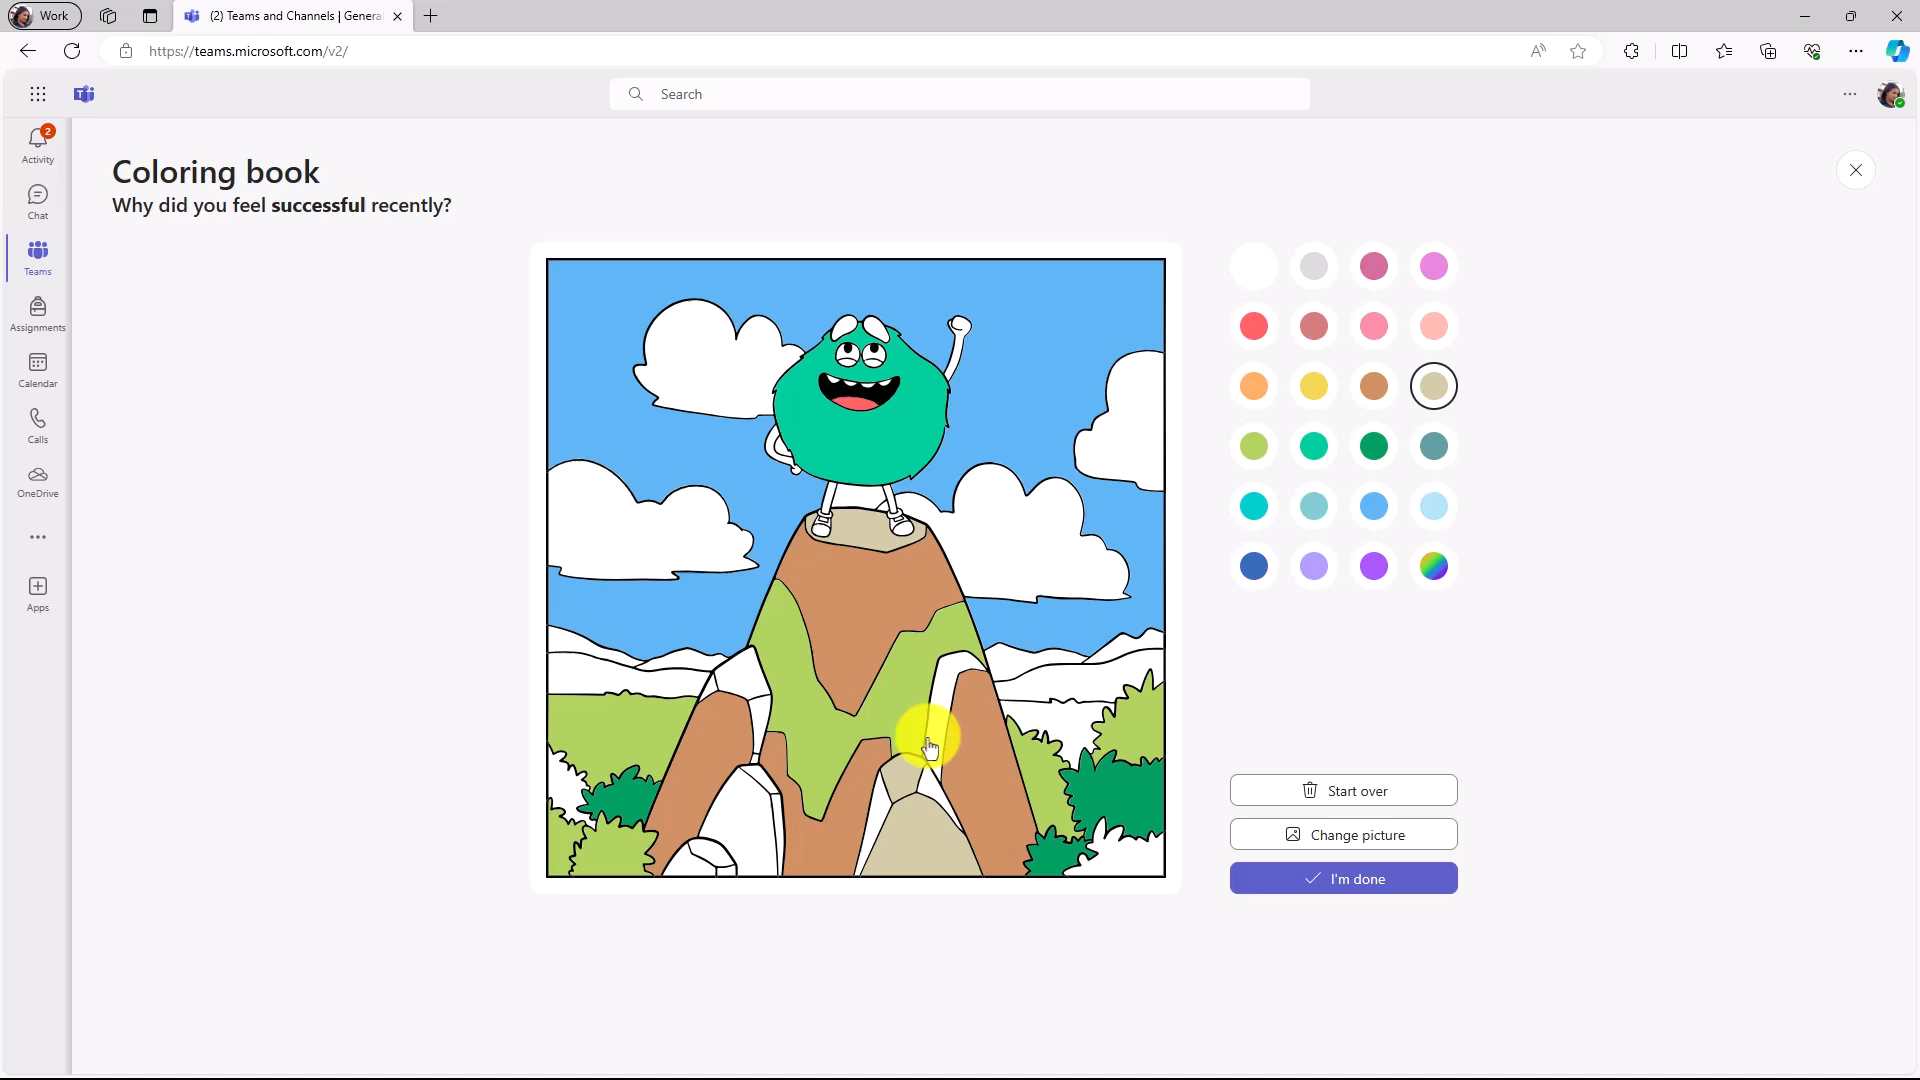 Work
(2) Teams and Channels | Genera
https://teams.microsoft.com/v2/
Search
2
Activity
Chat
Teams
Assignments
Calendar
Calls
OneDrive
Apps
Coloring book
Why did you feel successful recently?
Start over
Change picture
I'm done